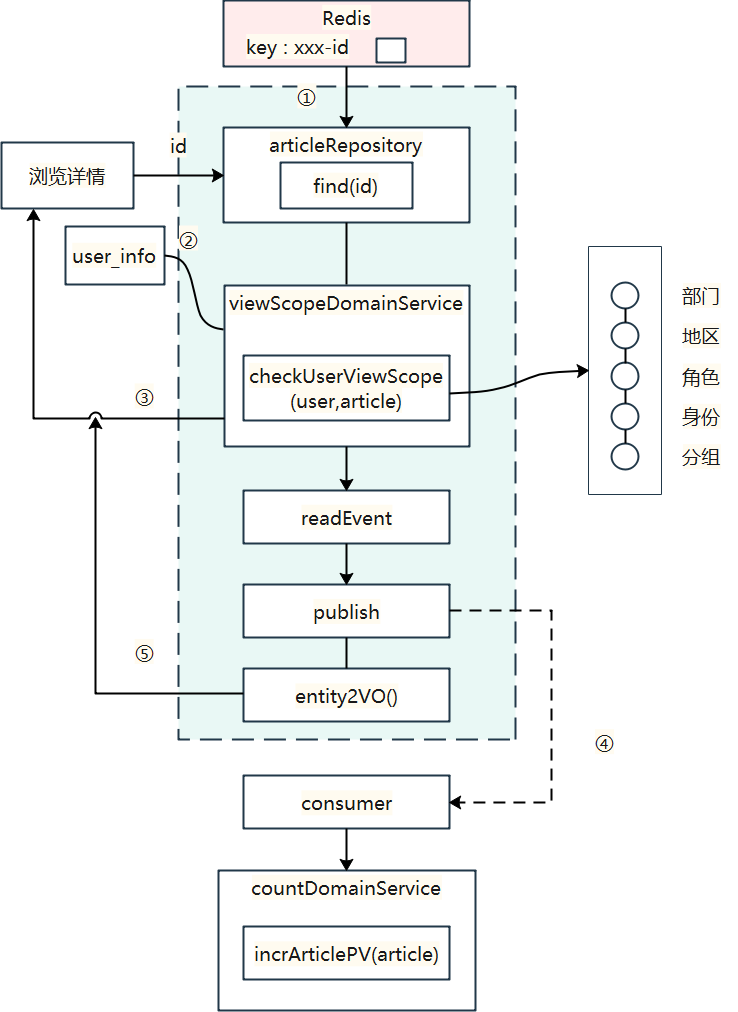 Redis
key : xxx-id
①
articleRepository
id
find(id)
浏览详情
②
user_info
viewScopeDomainService
部门
地区
checkUserViewScope
(user,article)
角色
③
身份
分组
readEvent
publish
⑤
entity2VO()
④
consumer
countDomainService
incrArticlePV(article)